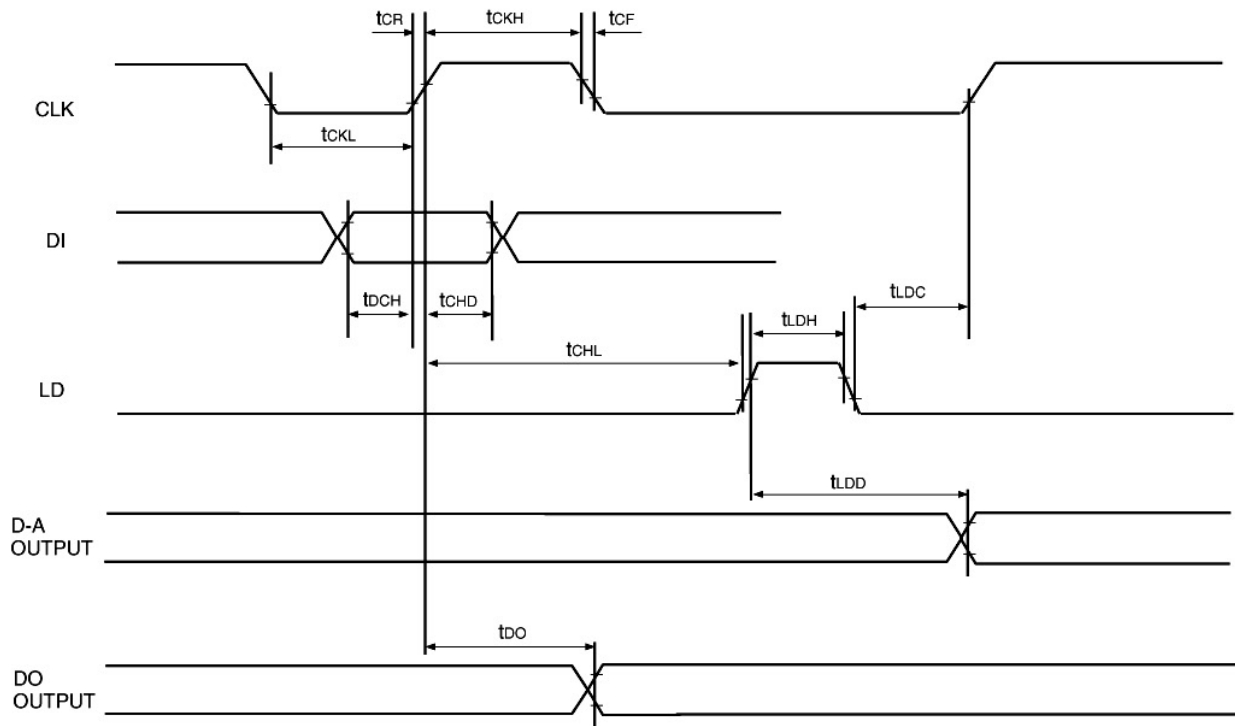 tCR tCKH tCF
CLK
tCKL
DI
tDCH tCHD tLDC
tLDH
tCHL
LD
tLDD
D-A
OUTPUT
tDO
DO
OUTPUT